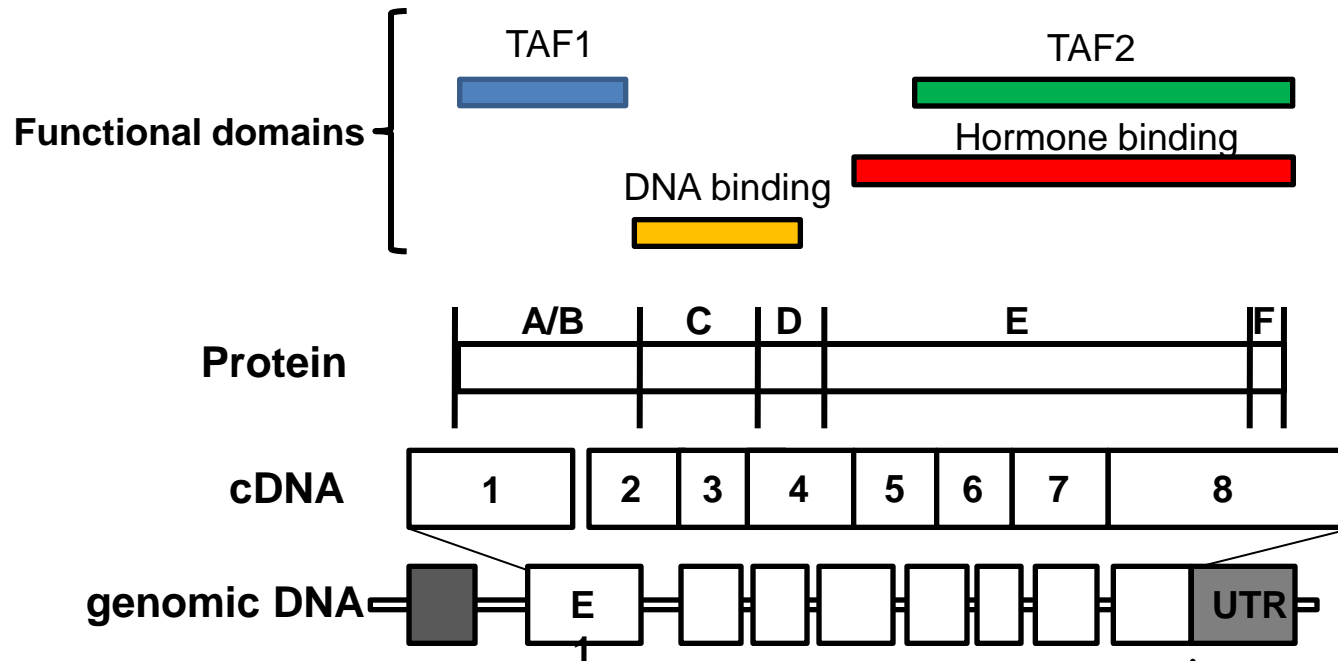 TAF1
TAF2
Functional domains
Hormone binding
DNA binding
A/B C D E F
Protein
cDNA 1 2 3 4 5 6 7 8
genomic DNA E UTR
1